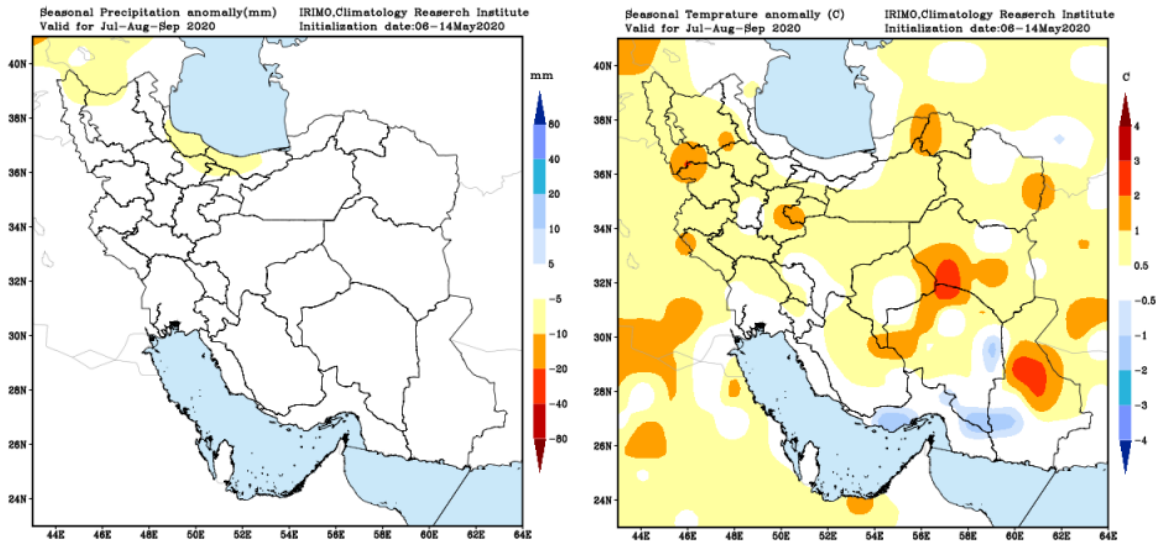 Seasonal Precipitation anomally(mm) IRIMO,Climatology Reaserch Institute
Valid for Jul-Aug-Sep 2020 Initialization date:06-14May2020
40N
38N
36N
34N
32N
30N
28N
26N
24N
44E 46E 48E 50E 52E 54E 56E 58E 60E 62E 64E
mm
80
40
20
10
5
-5
-10
-20
-40
-80
Seasonal Temprature anomally (C) IRIMO,Climatology Reaserch Institute
Valid for Jul-Aug-Sep 2020 Initialization date:06-14May2020
40N
38N
36N
34N
32N
30N
28N
26N
24N
44E 46E 48E 50E 52E 54E 56E 58E 60E 62E 64E
C
4
3
2
1
0.5
-0.5
-1
-2
-3
-4